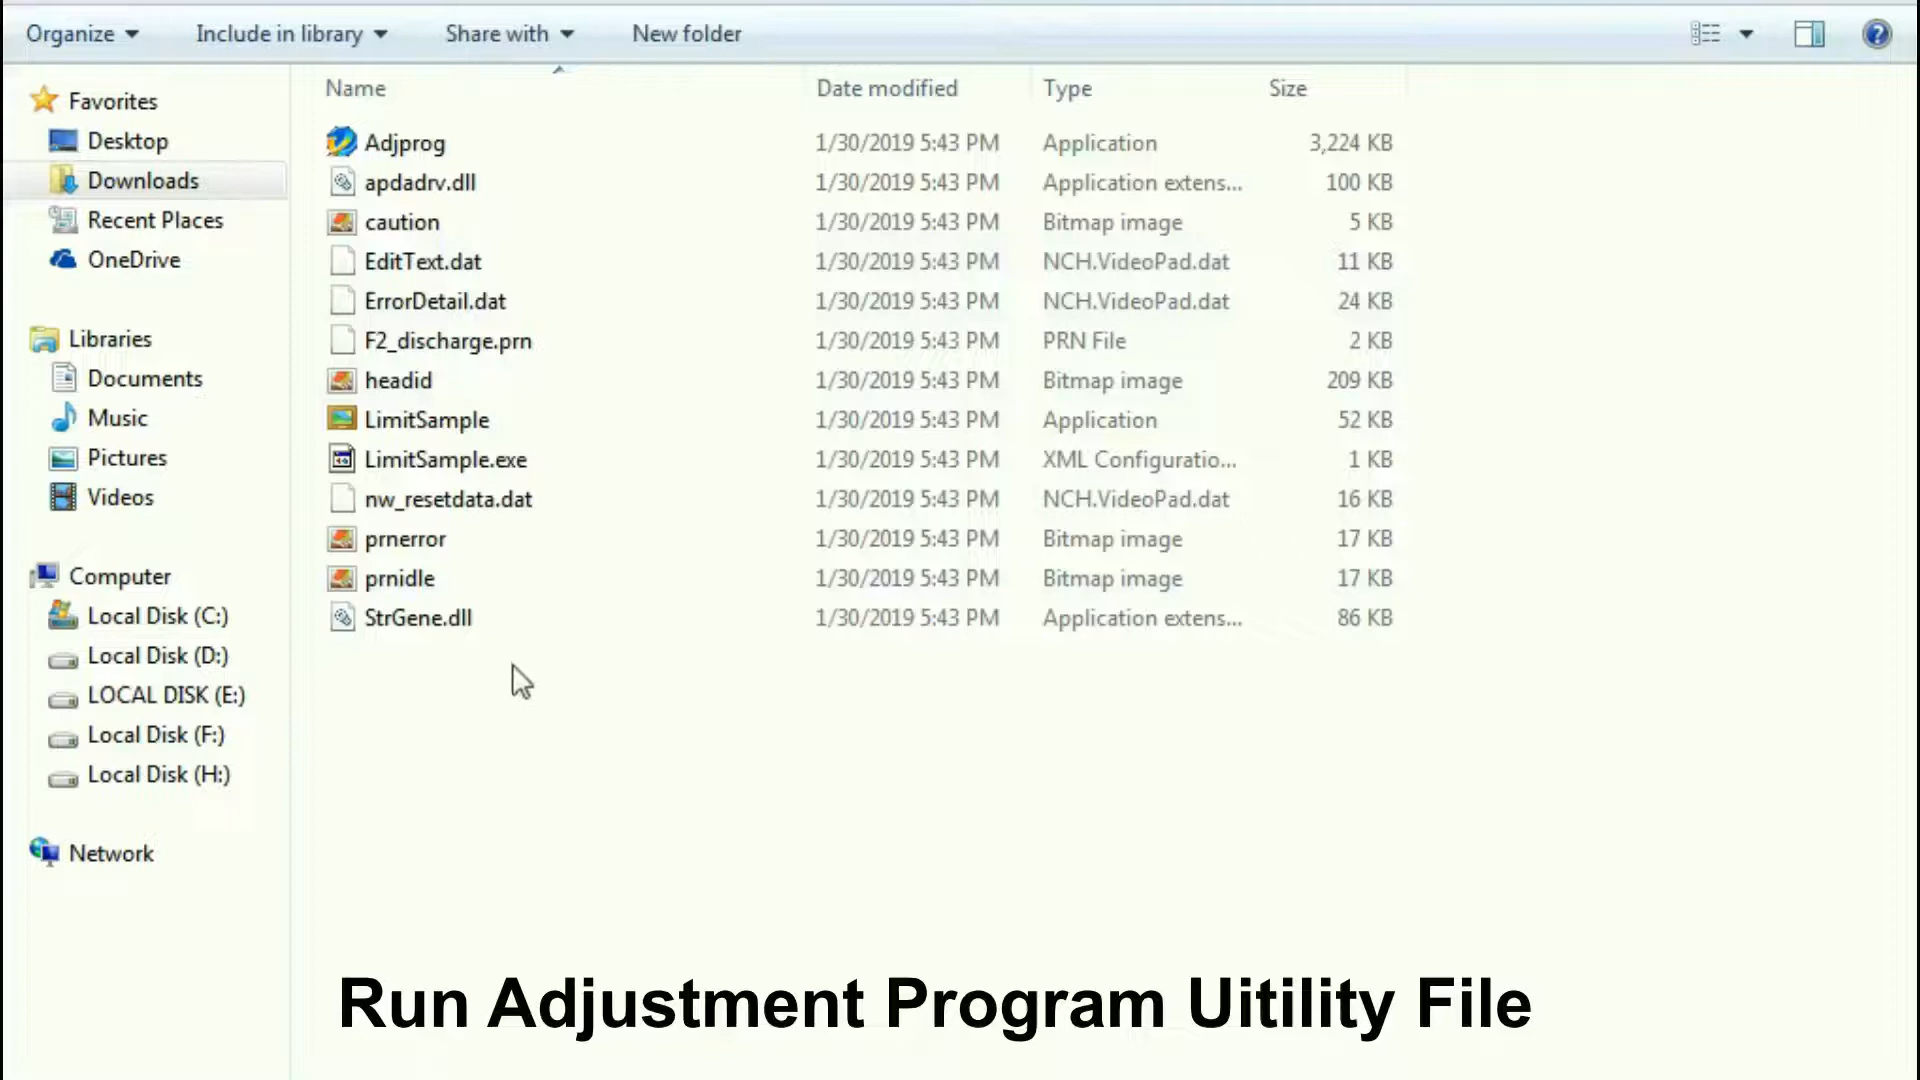 Organize Include in library Share with New folder
Name Date modified Type Size
Favorites
Desktop
Downloads
Recent Places
OneDrive
Libraries
Documents
Music
Pictures
Videos
Computer
Local Disk (C:)
Local Disk (D:)
LOCAL DISK (E:)
Local Disk (F:)
Local Disk (H:)
Network
Adjprog 1/30/2019 5:43 PM Application 3,224 KB
apdadrv.dll 1/30/2019 5:43 PM Application extens... 100 KB
caution 1/30/2019 5:43 PM Bitmap image 5 KB
EditText.dat 1/30/2019 5:43 PM NCH.VideoPad.dat 11 KB
ErrorDetail.dat 1/30/2019 5:43 PM NCH.VideoPad.dat 24 KB
F2_discharge.prn 1/30/2019 5:43 PM PRN File 2 KB
headid 1/30/2019 5:43 PM Bitmap image 209 KB
LimitSample 1/30/2019 5:43 PM Application 52 KB
LimitSample.exe 1/30/2019 5:43 PM XML Configuratio... 1 KB
nw_resetdata.dat 1/30/2019 5:43 PM NCH.VideoPad.dat 16 KB
prnerror 1/30/2019 5:43 PM Bitmap image 17 KB
prnidle 1/30/2019 5:43 PM Bitmap image 17 KB
StrGene.dll 1/30/2019 5:43 PM Application extens... 86 KB
Run Adjustment Program Uitility File